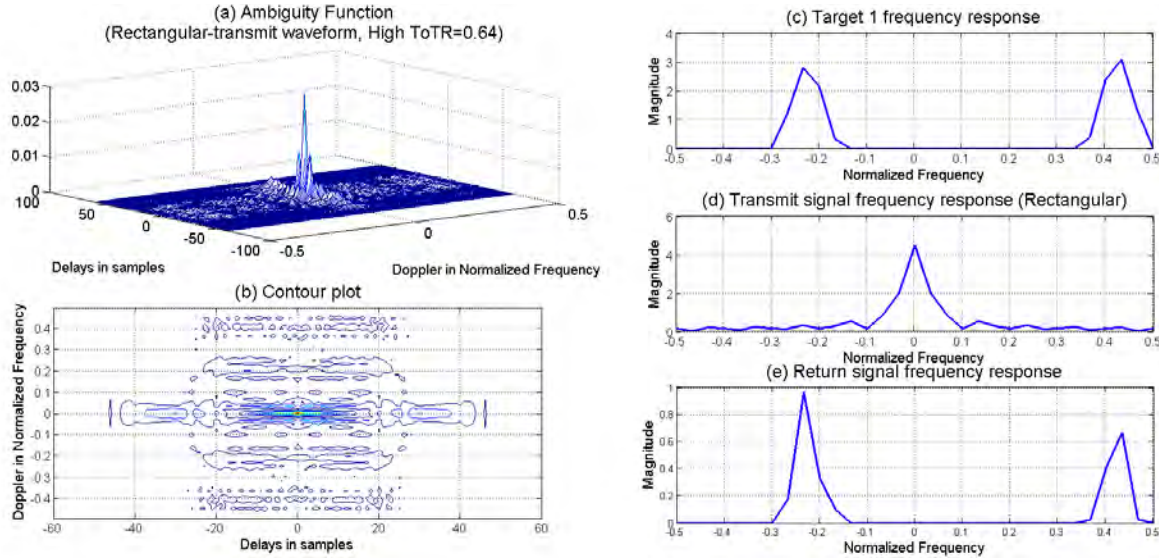 (a) Ambiguity Function
(Rectangular-transmit waveform, High ToTR=0.64)
0.03
0.02
0.01
0
100
50
0
-50
-100
-0.5
0
0.5
Delays in samples
Doppler in Normalized Frequency
(b) Contour plot
Doppler in Normalized Frequency
0.4
0.3
0.2
0.1
0
-0.1
-0.2
-0.3
-0.4
-60
-40
-20
0
20
40
60
Delays in samples
(c) Target 1 frequency response
Magnitude
4
3
2
1
0
-0.5 -0.4 -0.3 -0.2 -0.1 0 0.1 0.2 0.3 0.4 0.5
Normalized Frequency
(d) Transmit signal frequency response (Rectangular)
Magnitude
6
4
2
0
-0.5 -0.4 -0.3 -0.2 -0.1 0 0.1 0.2 0.3 0.4 0.5
Normalized Frequency
(e) Return signal frequency response
Magnitude
1
0.8
0.6
0.4
0.2
0
-0.5 -0.4 -0.3 -0.2 -0.1 0 0.1 0.2 0.3 0.4 0.5
Normalized Frequency